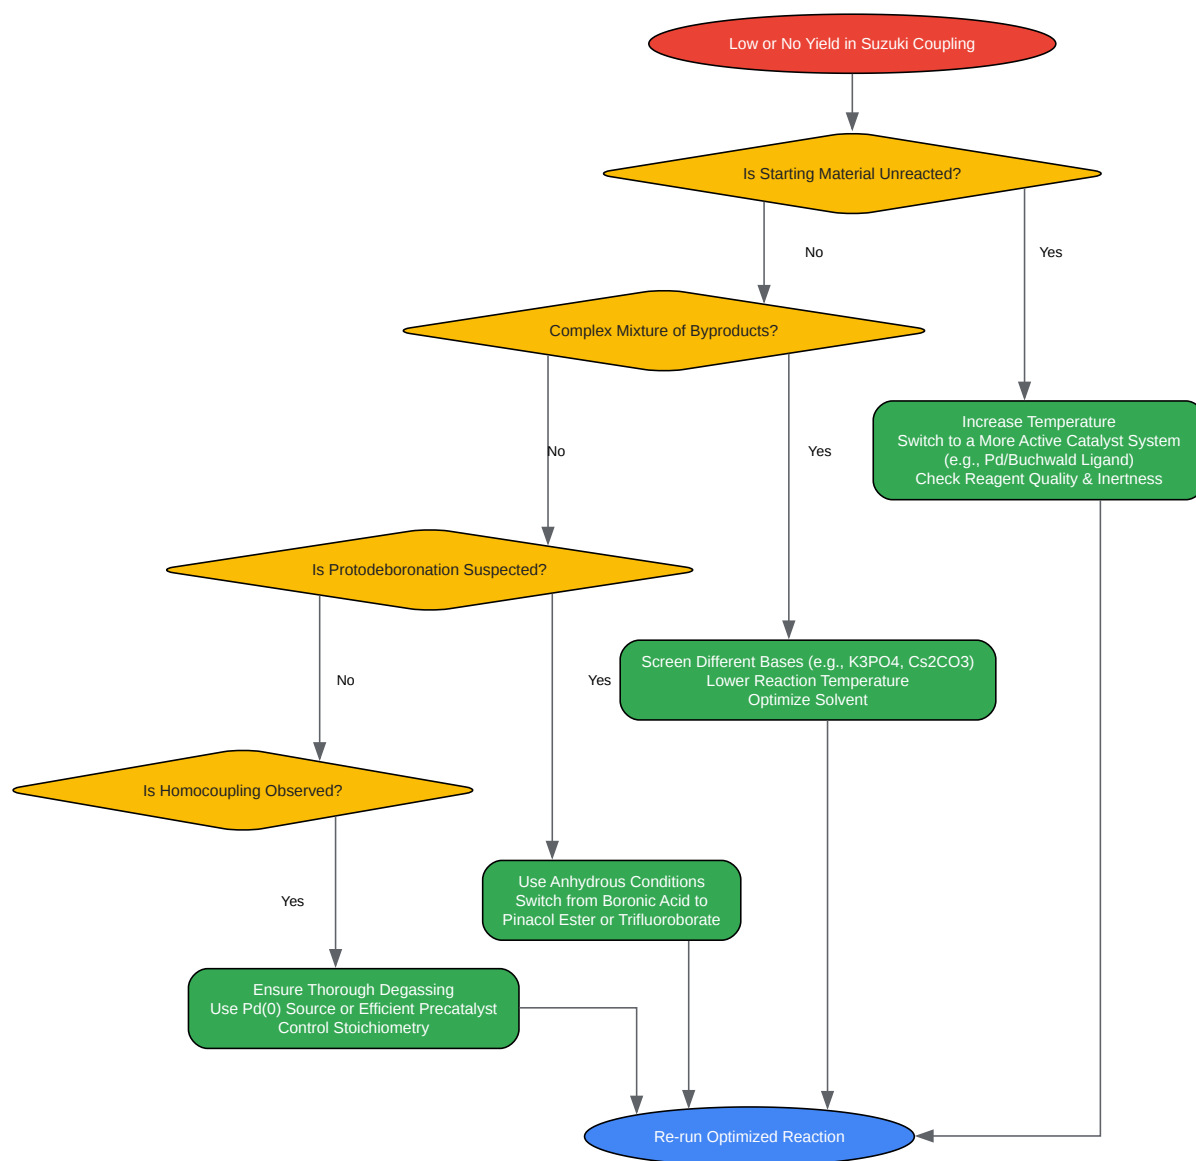 Low or No Yield in Suzuki Coupling
Is Starting Material Unreacted?
No
Yes
Complex Mixture of Byproducts?
Increase Temperature
Switch to a More Active Catalyst System
(e.g., Pd/Buchwald Ligand)
Check Reagent Quality & Inertness
No
Yes
Is Protodeboronation Suspected?
Screen Different Bases (e.g., K3PO4, Cs2CO3)
Lower Reaction Temperature
Optimize Solvent
No
Yes
Is Homocoupling Observed?
Use Anhydrous Conditions
Switch from Boronic Acid to
Pinacol Ester or Trifluoroborate
Yes
Ensure Thorough Degassing
Use Pd(0) Source or Efficient Precatalyst
Control Stoichiometry
Re-run Optimized Reaction